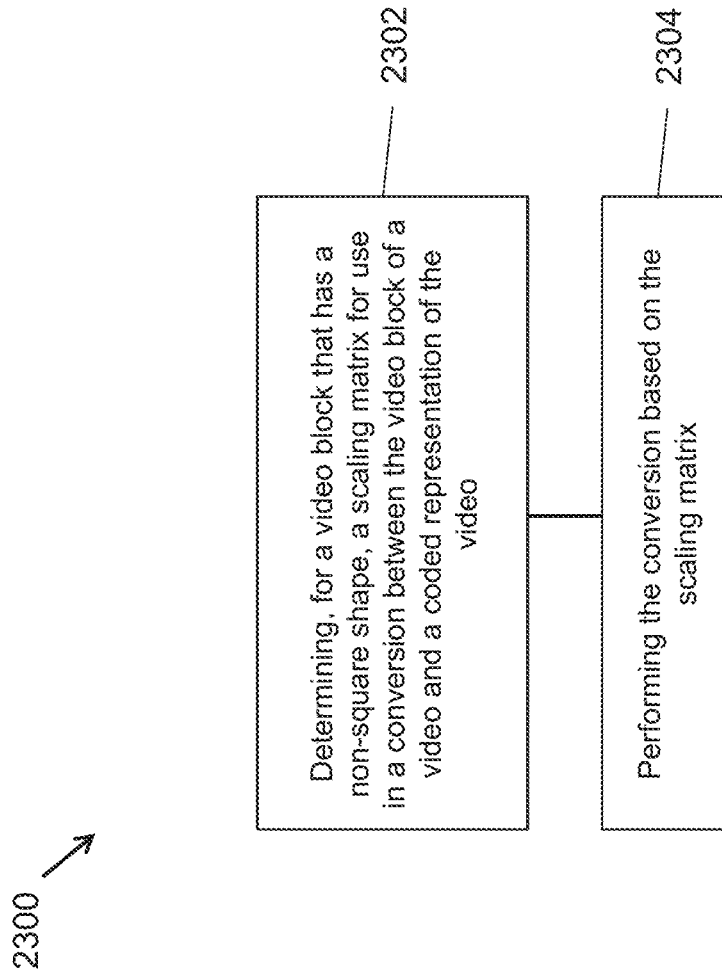 2300
Determining, for a video block that has a
non-square shape, a scaling matrix for use
in a conversion between the video block of a
video and a coded representation of the
video
2302
Performing the conversion based on the
scaling matrix
2304